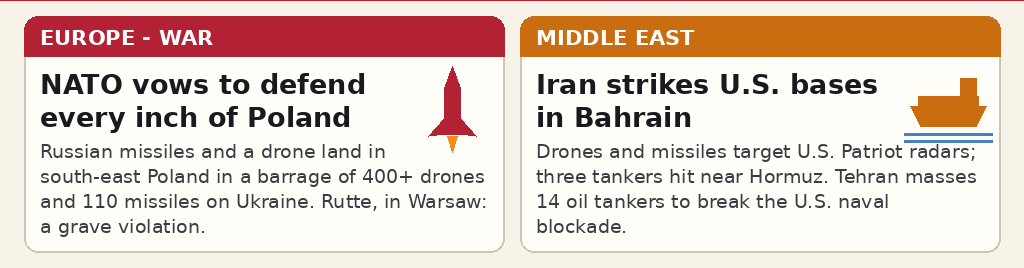 EUROPE - WAR
NATO vows to defend
every inch of Poland
Russian missiles and a drone land in
south-east Poland in a barrage of 400+ drones
and 110 missiles on Ukraine. Rutte, in Warsaw:
a grave violation.
MIDDLE EAST
Iran strikes U.S. bases
in Bahrain
Drones and missiles target U.S. Patriot radars;
three tankers hit near Hormuz. Tehran masses
14 oil tankers to break the U.S. naval
blockade.